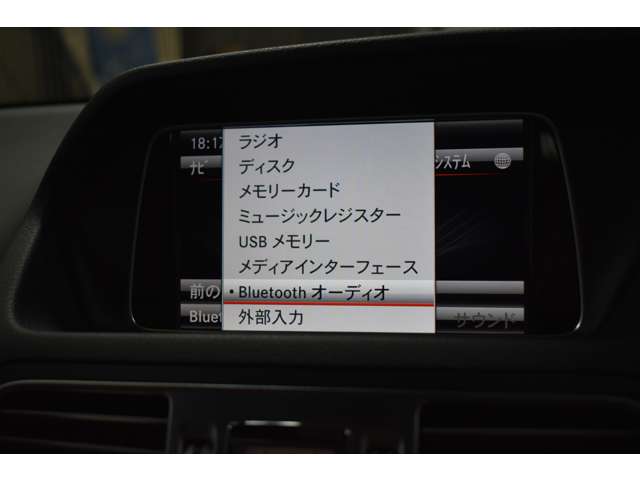 18:17
ラジオ
ナビ
ディスク
システム
メモリーカード
ミュージックレジスター
USB メモリー
メディアインターフェース
前の
• Bluetooth オーディオ
外部入力
サウンド